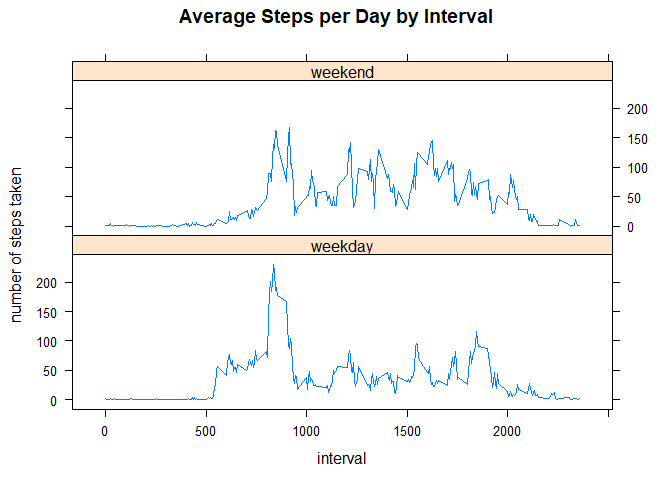 Average Steps per Day by Interval
weekend
200
150
100
50
0
weekday
200
150
100
50
0
number of steps taken
0 500 1000 1500 2000
interval